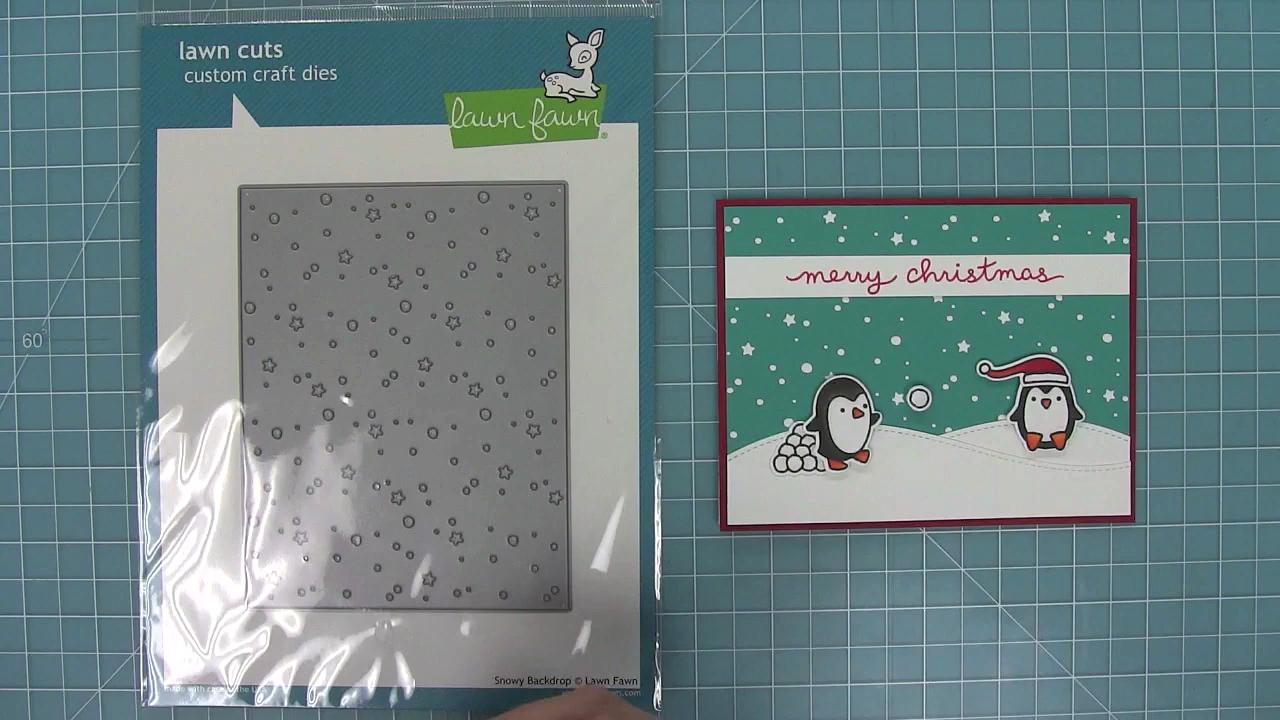 lawn cuts
custom craft dies
lawn fawn
merry christmas
60°
Snowy Backdrop © Lawn Fawn